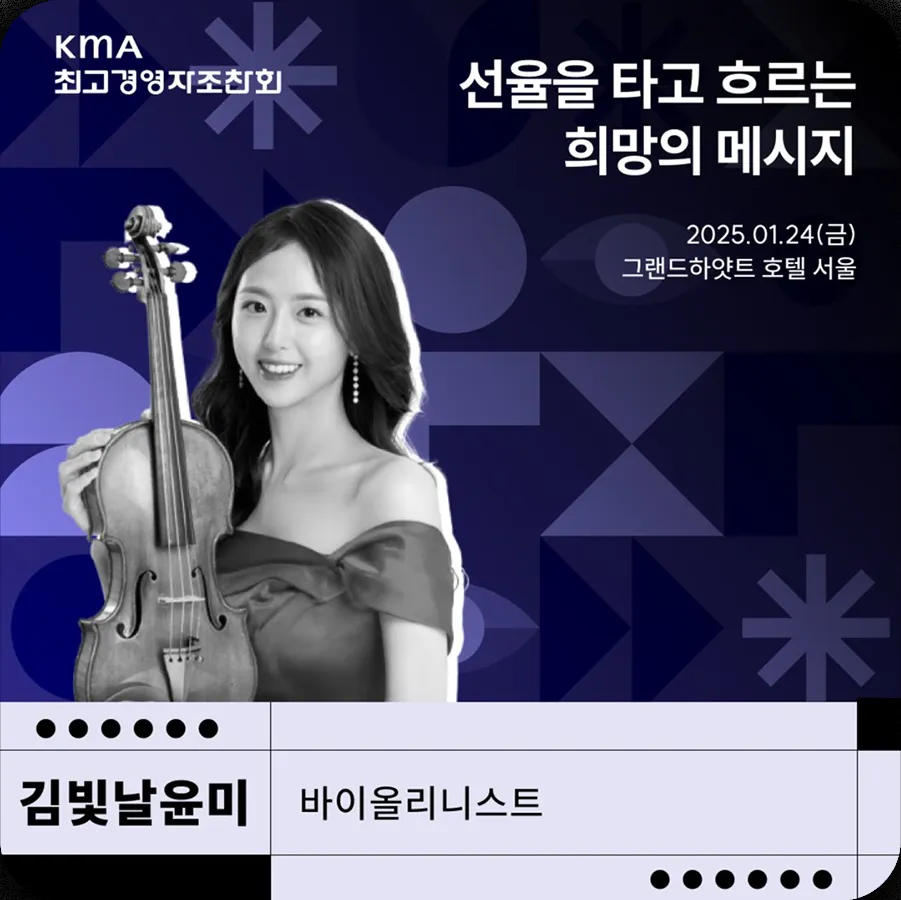 KMA
최고경영자조찬회
선율을 타고 흐르는
희망의 메시지
2025.01.24(금)
그랜드하얏트 호텔 서울
김빛날윤미
바이올리니스트